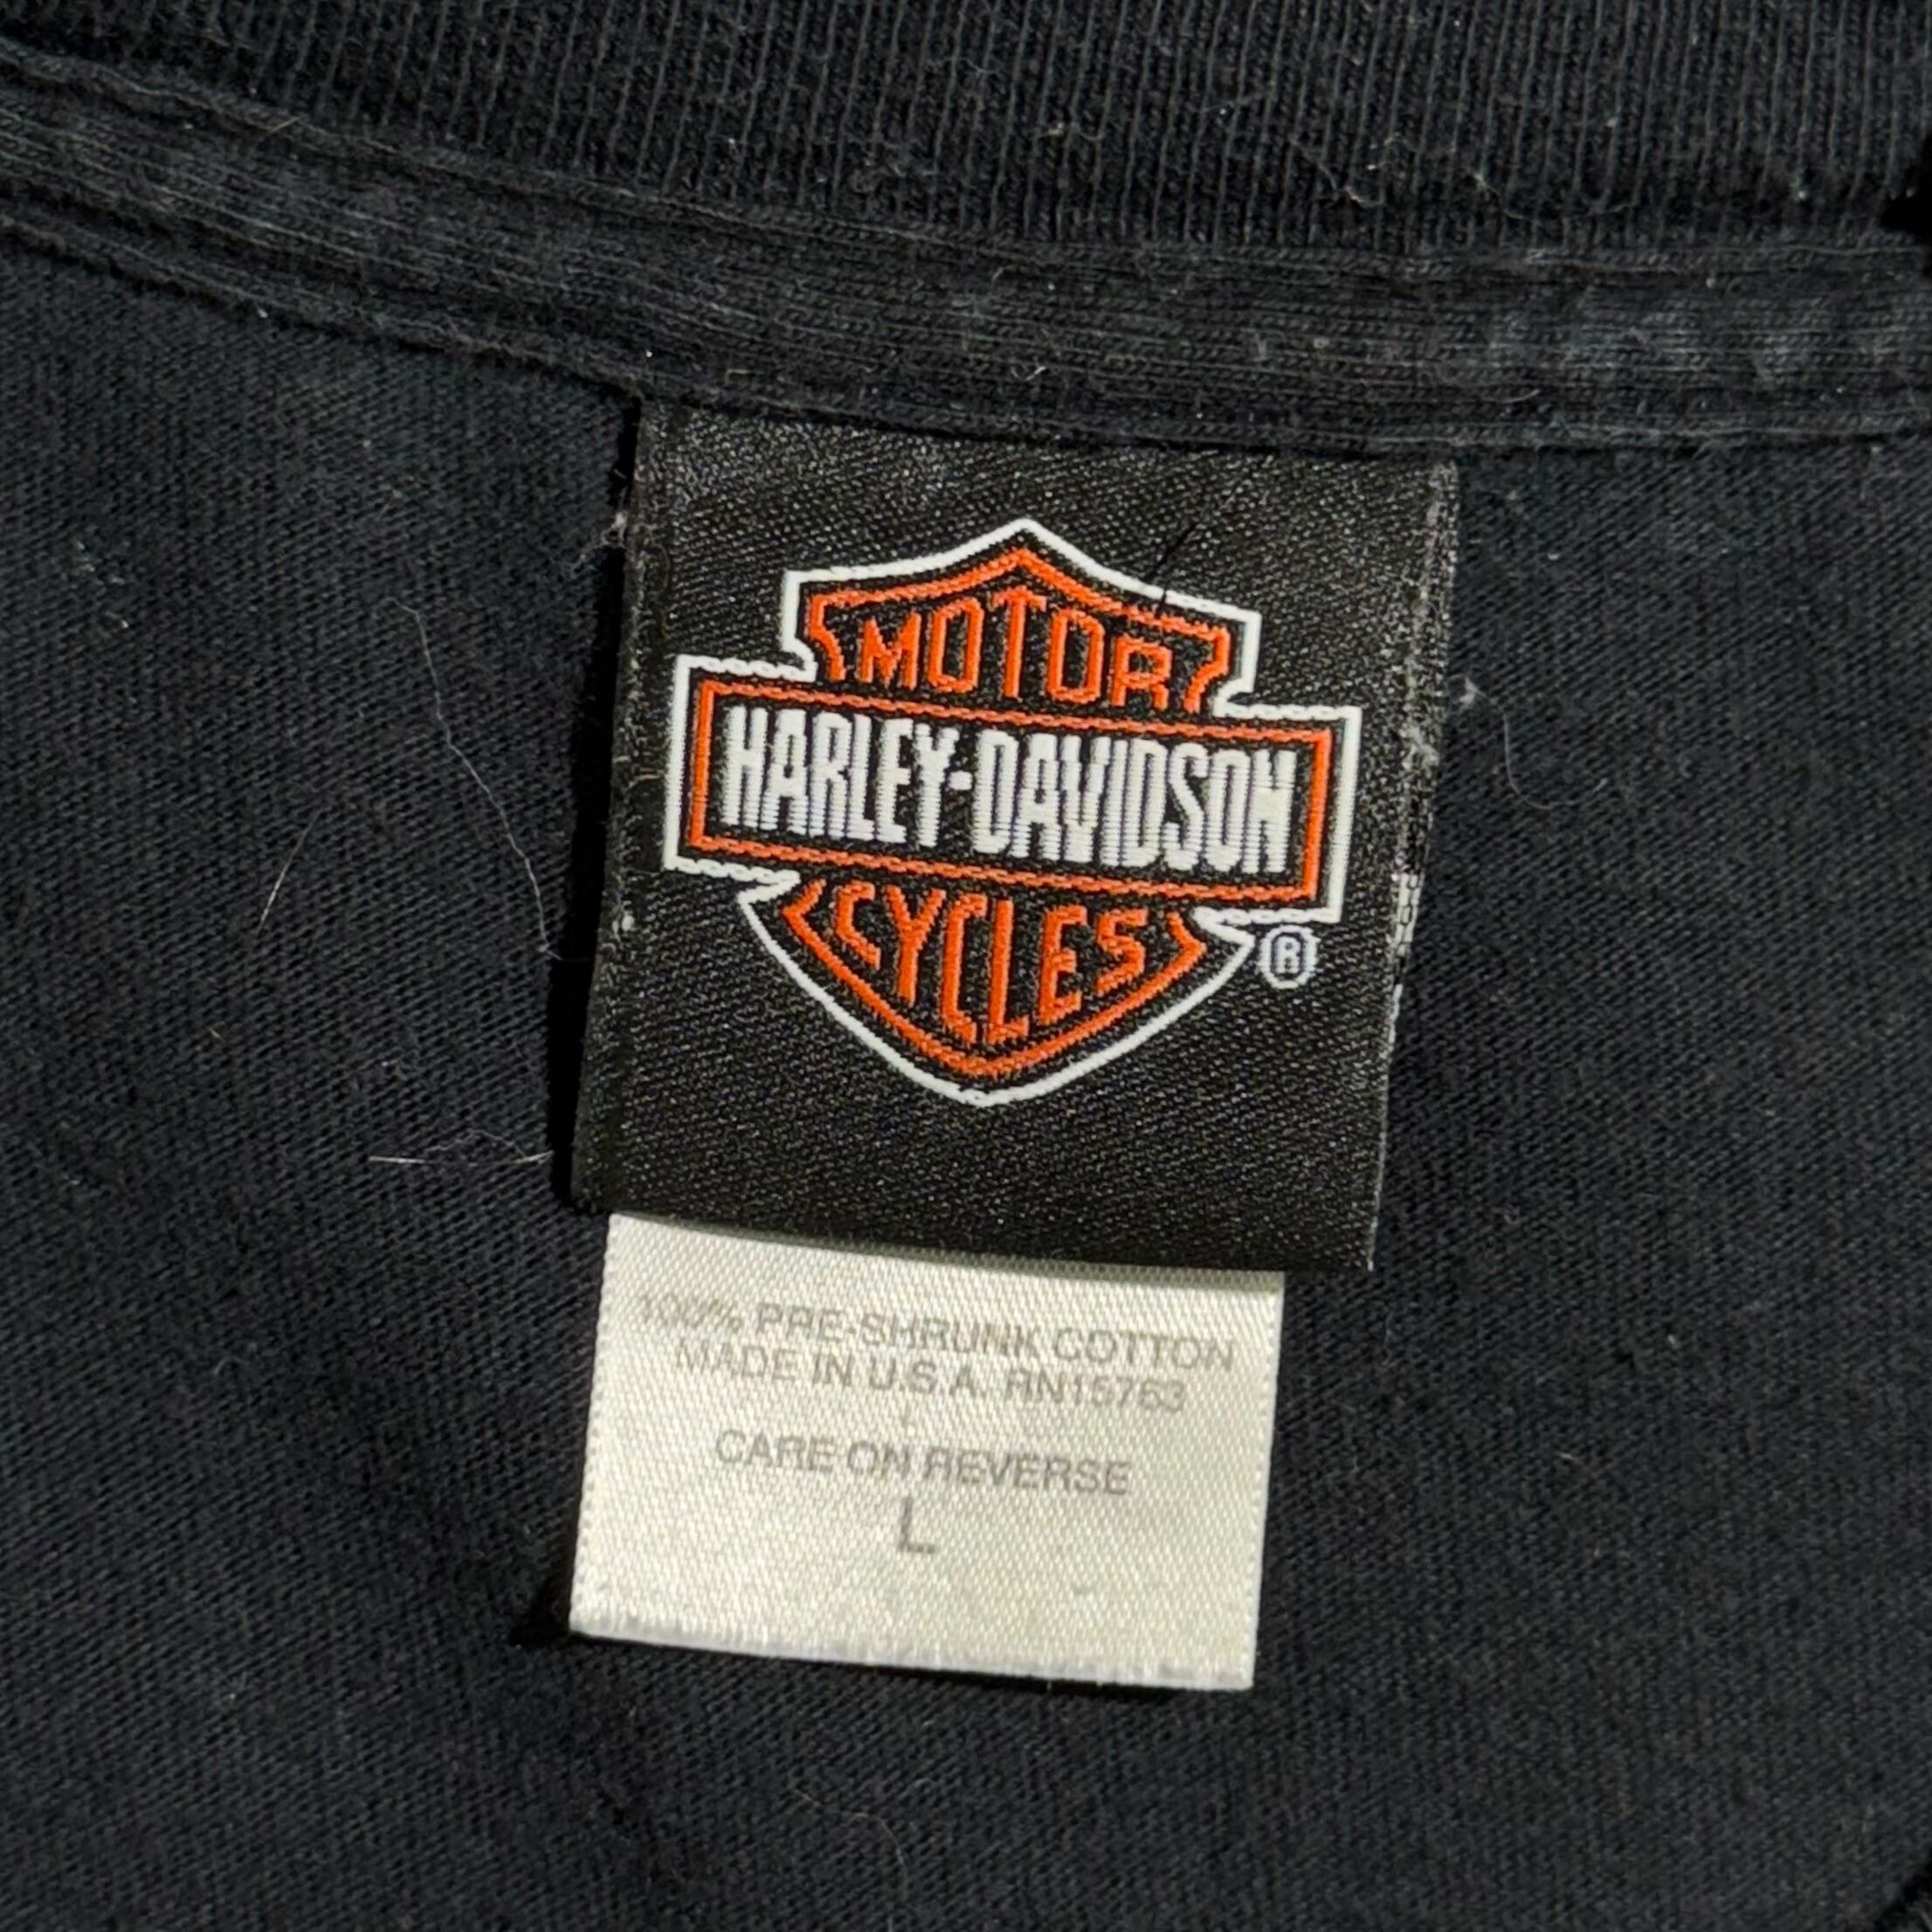 MOTOR
HARLEY-DAVIDSON
CYCLES
®
100% PRE-SHRUNK COTTON
MADE IN U.S.A. RN15763
CARE ON REVERSE
L